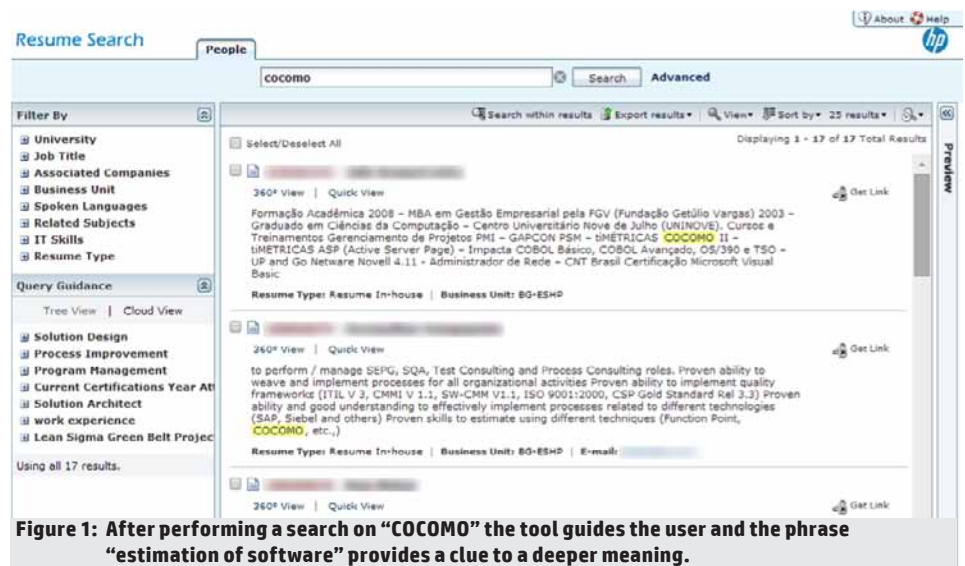 About Help
Resume Search
People
hp
cocomo Search Advanced
Filter By
University
Job Title
Associated Companies
Business Unit
Spoken Languages
Related Subjects
IT Skills
Resume Type
Query Guidance
Tree View | Cloud View
Solution Design
Process Improvement
Program Management
Current Certifications Year Att
Solution Architect
work experience
Lean Sigma Green Belt Projec
Using all 17 results.
Search within results Export results View Sort by 25 results
Select/Deselect All
Displaying 1 - 17 of 17 Total Results
360º View | Quick View
Get Link
Formação Acadêmica 2008 – MBA em Gestão Empresarial pela FGV (Fundação Getúlio Vargas) 2003 –
Graduado em Ciências da Computação – Centro Universitário Nove de Julho (UNINOVE). Cursos e
Treinamentos Gerenciamento de Projetos PMI – GAPCON PSM – tiMÉTRICAS COCOMO II –
tiMÉTRICAS ASP (Active Server Page) – Impacta COBOL Básico, COBOL Avançado, OS/390 e TSO –
UP and Go Netware Novell 4.11 - Administrador de Rede – CNT Brasil Certificação Microsoft Visual
Basic
Resume Type: Resume In-house | Business Unit: BG-ESHP
360º View | Quick View
Get Link
to perform / manage SEPG, SQA, Test Consulting and Process Consulting roles. Proven ability to
weave and implement processes for all organizational activities Proven ability to implement quality
frameworks (ITIL V 3, CMMI V 1.1, SW-CMM V1.1, ISO 9001:2000, CSP Gold Standard Rel 3.3) Proven
ability and good understanding to effectively implement processes related to different technologies
(SAP, Siebel and others) Proven skills to estimate using different techniques (Function Point,
COCOMO, etc.,)
Resume Type: Resume In-house | Business Unit: BG-ESHP | E-mail:
360º View | Quick View
Get Link
Preview
Figure 1: After performing a search on “COCOMO” the tool guides the user and the phrase
“estimation of software” provides a clue to a deeper meaning.